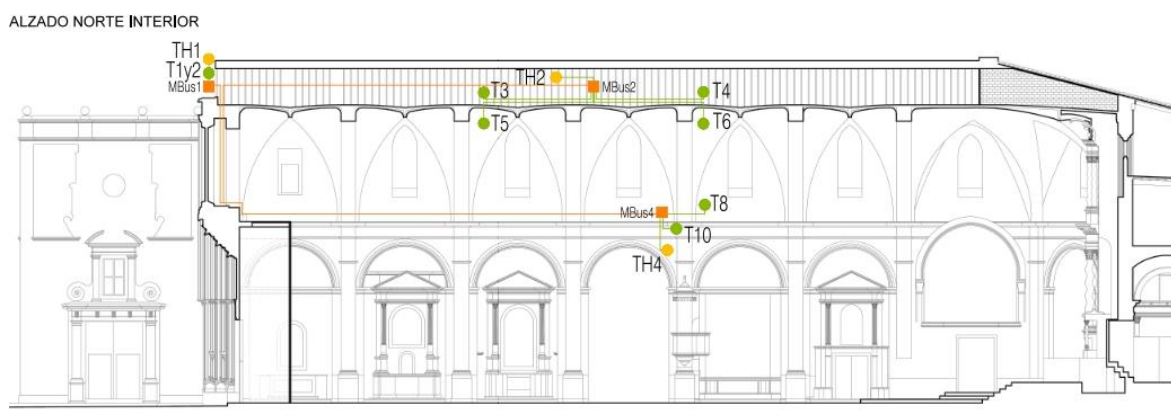 ALZADO NORTE INTERIOR
TH1
T1y2
MBus1
TH2
MBus2
T3
T4
T5
T6
T8
MBus4
T10
TH4